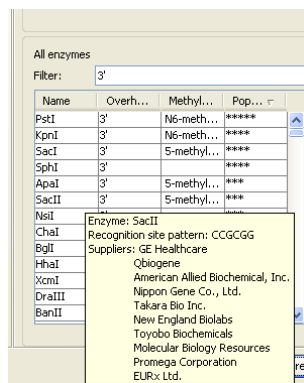 All enzymes
Filter: 3'
Name Overh... Methyl... Pop...
PstI 3' N6-meth... *****
KpnI 3' N6-meth... ****
SacI 3' 5-methyl... ****
SphI 3' ****
ApaI 3' 5-methyl... ***
SacII 3' 5-methyl... ***
NsiI
ChaI
BglI
HhaI
XcmI
DraIII
BanII
Enzyme: SacII
Recognition site pattern: CCGCGG
Suppliers: GE Healthcare
Qbiogene
American Allied Biochemical, Inc.
Nippon Gene Co., Ltd.
Takara Bio Inc.
New England Biolabs
Toyobo Biochemicals
Molecular Biology Resources
Promega Corporation
EURx Ltd.